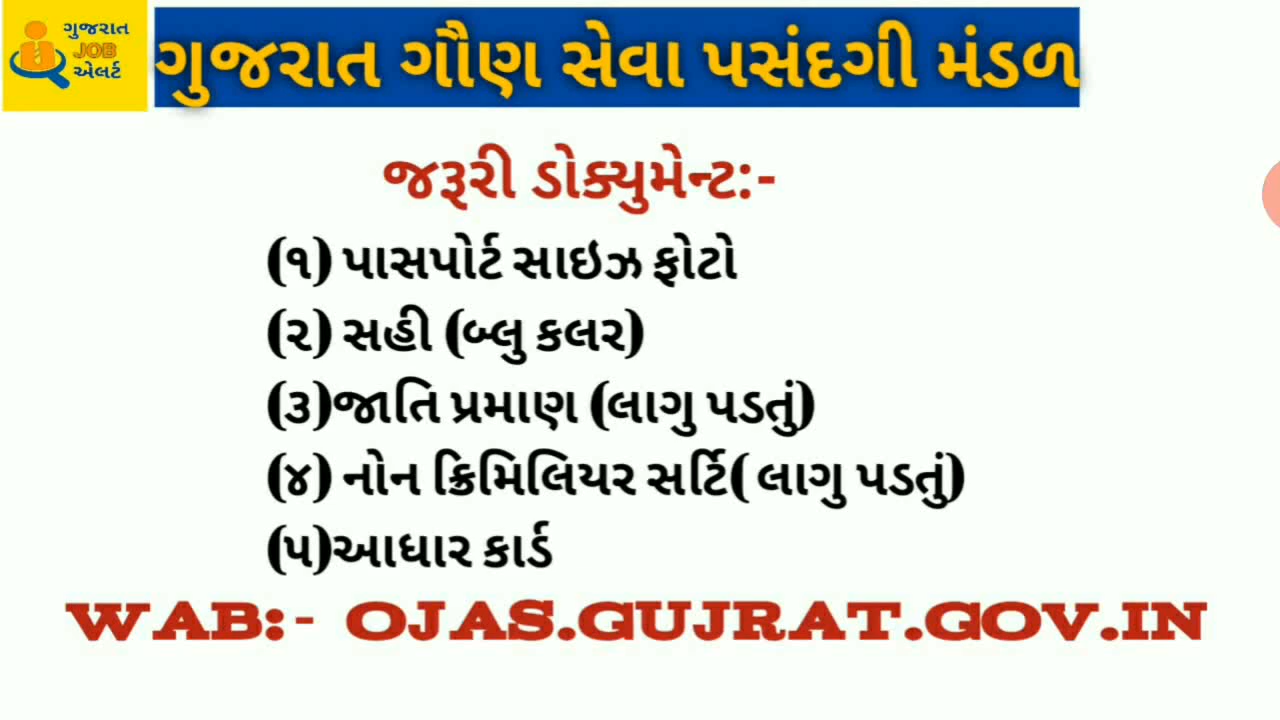 ગુજરાત
JOB
એલર્ટ
ગુજરાત ગૌણ સેવા પસંદગી મંડળ
જરૂરી ડોક્યુમેન્ટ:-
(૧) પાસપોર્ટ સાઇઝ ફોટો
(૨) સહી (બ્લુ કલર)
(૩)જાતિ પ્રમાણ (લાગુ પડતું)
(૪) નોન ક્રિમિલિયર સર્ટિ( લાગુ પડતું)
(૫)આધાર કાર્ડ
WAB:- OJAS.GUJRAT.GOV.IN